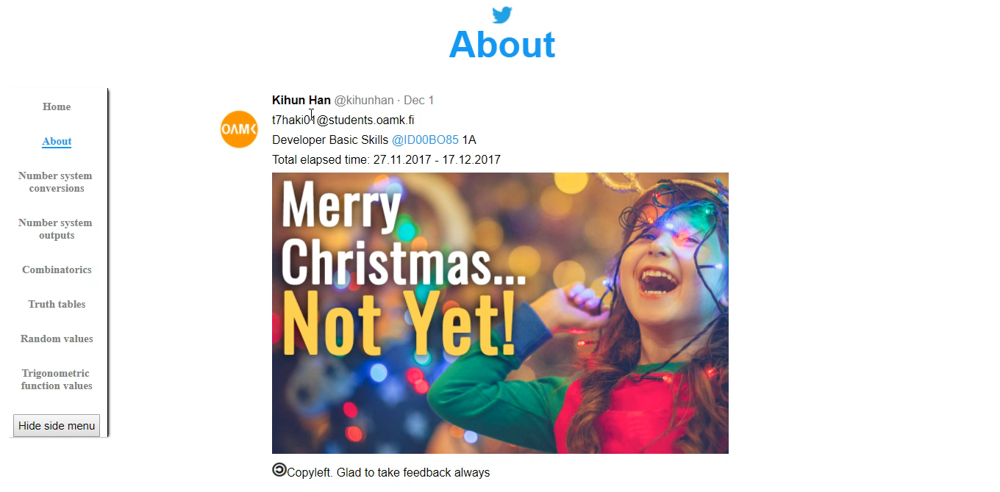 About
Home
About
Number system
conversions
Number system
outputs
Combinatorics
Truth tables
Random values
Trigonometric
function values
Hide side menu
Kihun Han @kihunhan · Dec 1
OAMK
t7haki01@students.oamk.fi
Developer Basic Skills @ID00BO85 1A
Total elapsed time: 27.11.2017 - 17.12.2017
Merry
Christmas...
Not Yet!
Copyleft. Glad to take feedback always